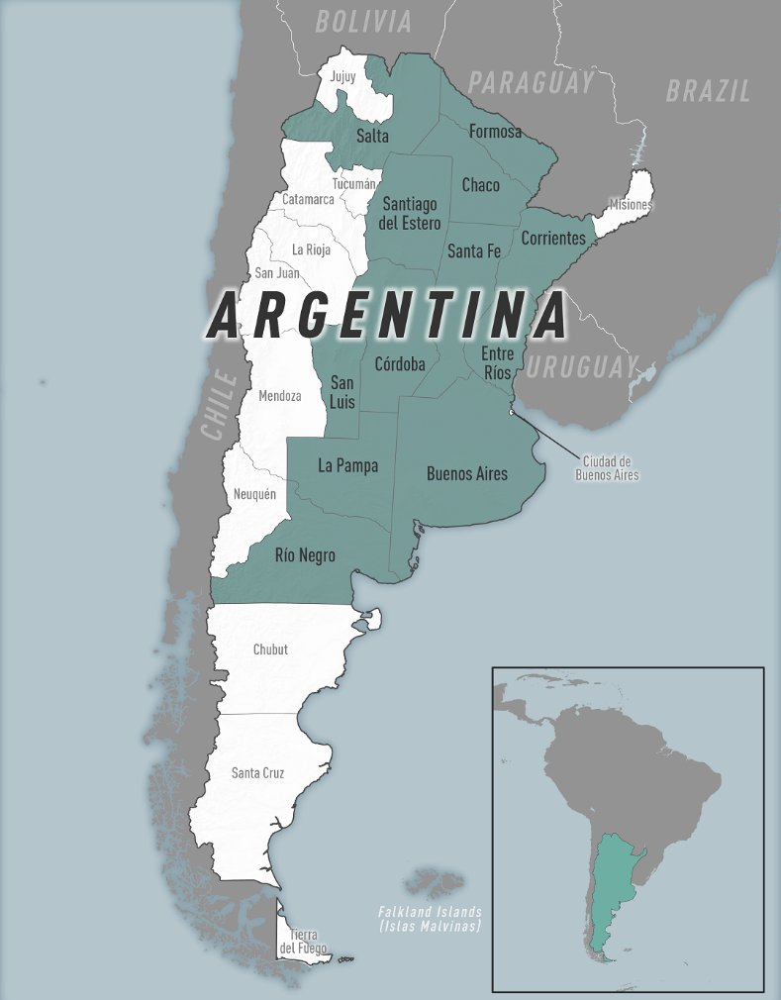 BOLIVIA
Jujuy
PARAGUAY
BRAZIL
Salta
Formosa
Tucumán
Chaco
Catamarca
Santiago
del Estero
Misiones
Corrientes
La Rioja
Santa Fe
San Juan
ARGENTINA
Entre
Ríos
Córdoba
URUGUAY
San
Luis
Mendoza
CHILE
La Pampa
Buenos Aires
Ciudad de
Buenos Aires
Neuquén
Río Negro
Chubut
Santa Cruz
Falkland Islands
(Islas Malvinas)
Tierra
del Fuego